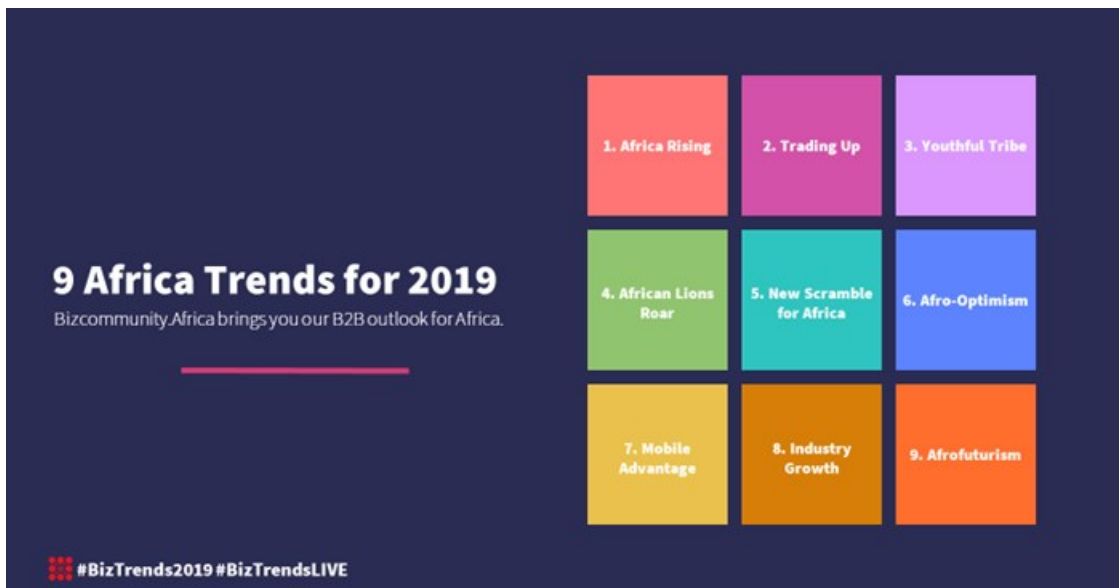 9 Africa Trends for 2019
Bizcommunity.Africa brings you our B2B outlook for Africa.
1. Africa Rising
2. Trading Up
3. Youthful Tribe
4. African Lions
Roar
5. New Scramble
for Africa
6. Afro-Optimism
7. Mobile
Advantage
8. Industry
Growth
9. Afrofuturism
#BizTrends2019 #BizTrendsLIVE